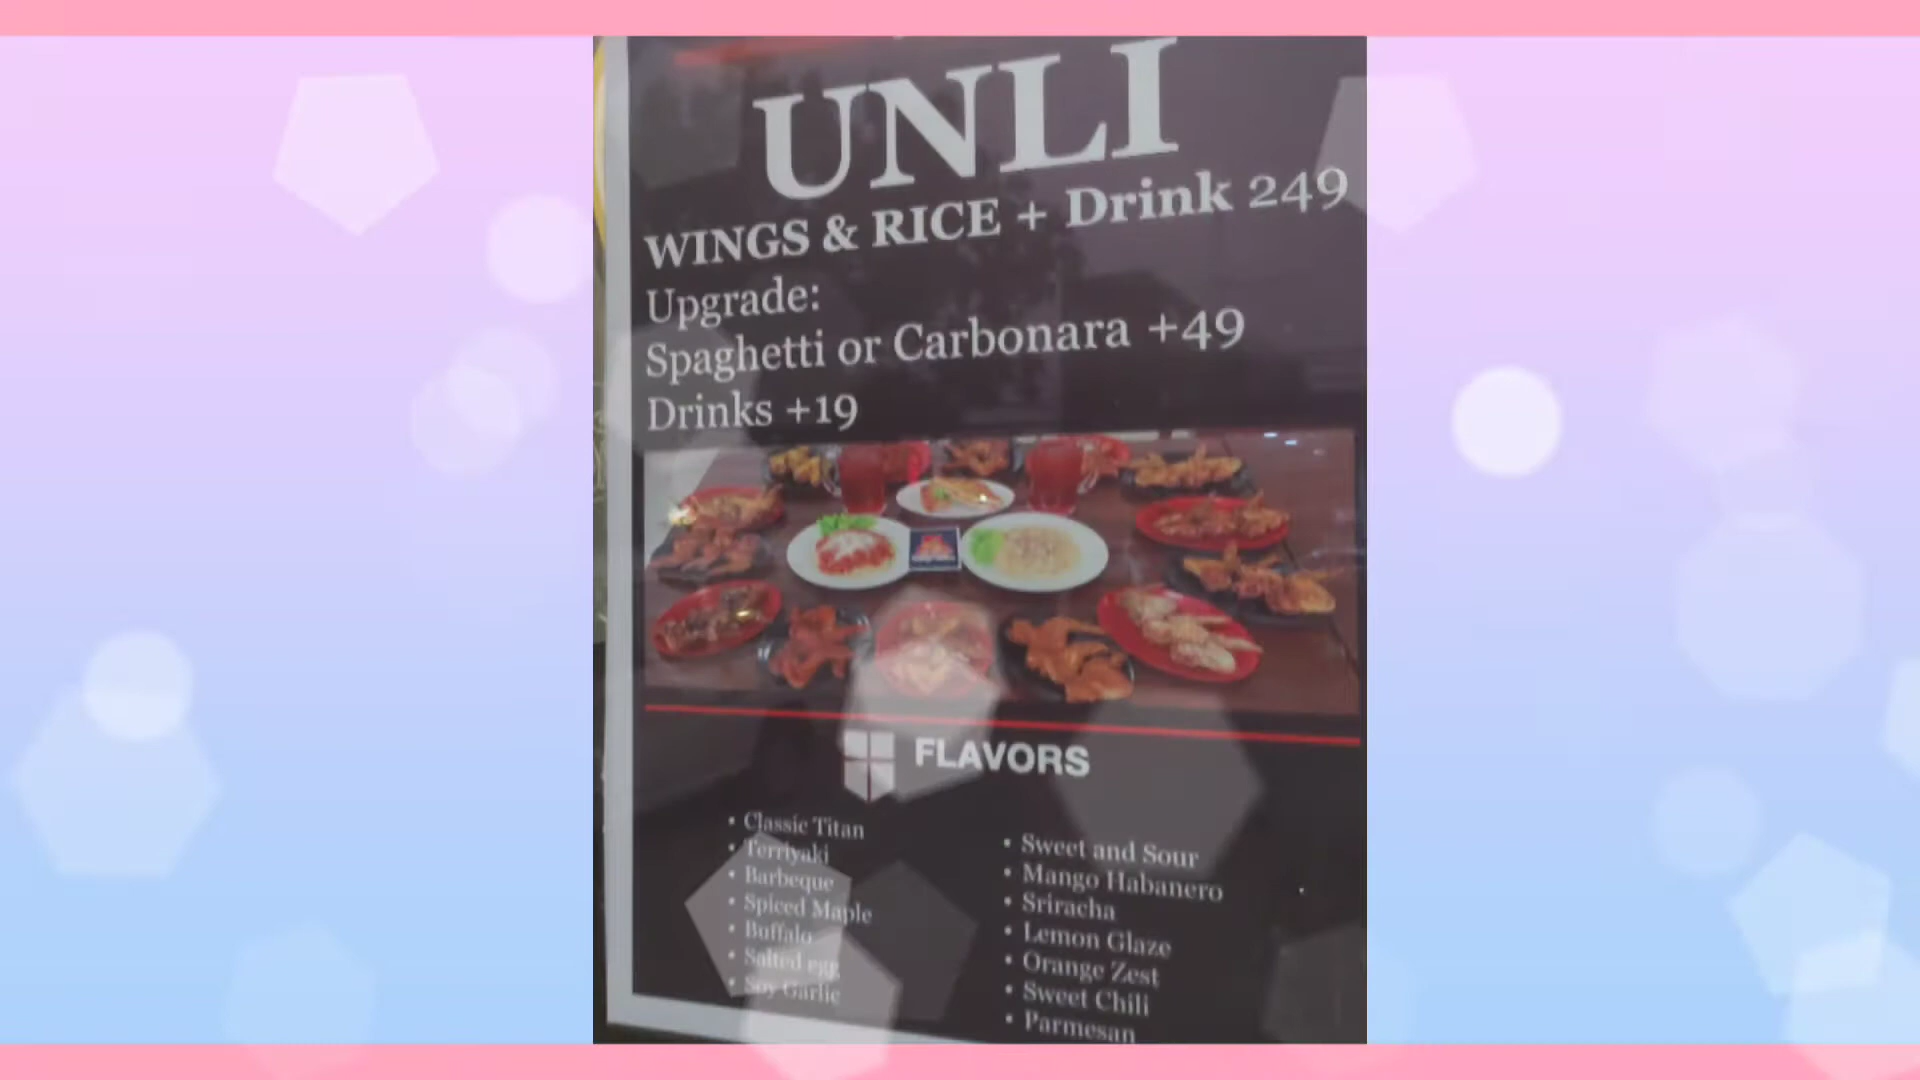 UNLI
WINGS & RICE + Drink 249
Upgrade:
Spaghetti or Carbonara +49
Drinks +19
FLAVORS
• Classic Titan
• Terriyaki
• Barbeque
• Spiced Maple
• Buffalo
• Salted egg
• Soy Garlic
• Sweet and Sour
• Mango Habanero
• Sriracha
• Lemon Glaze
• Orange Zest
• Sweet Chili
• Parmesan